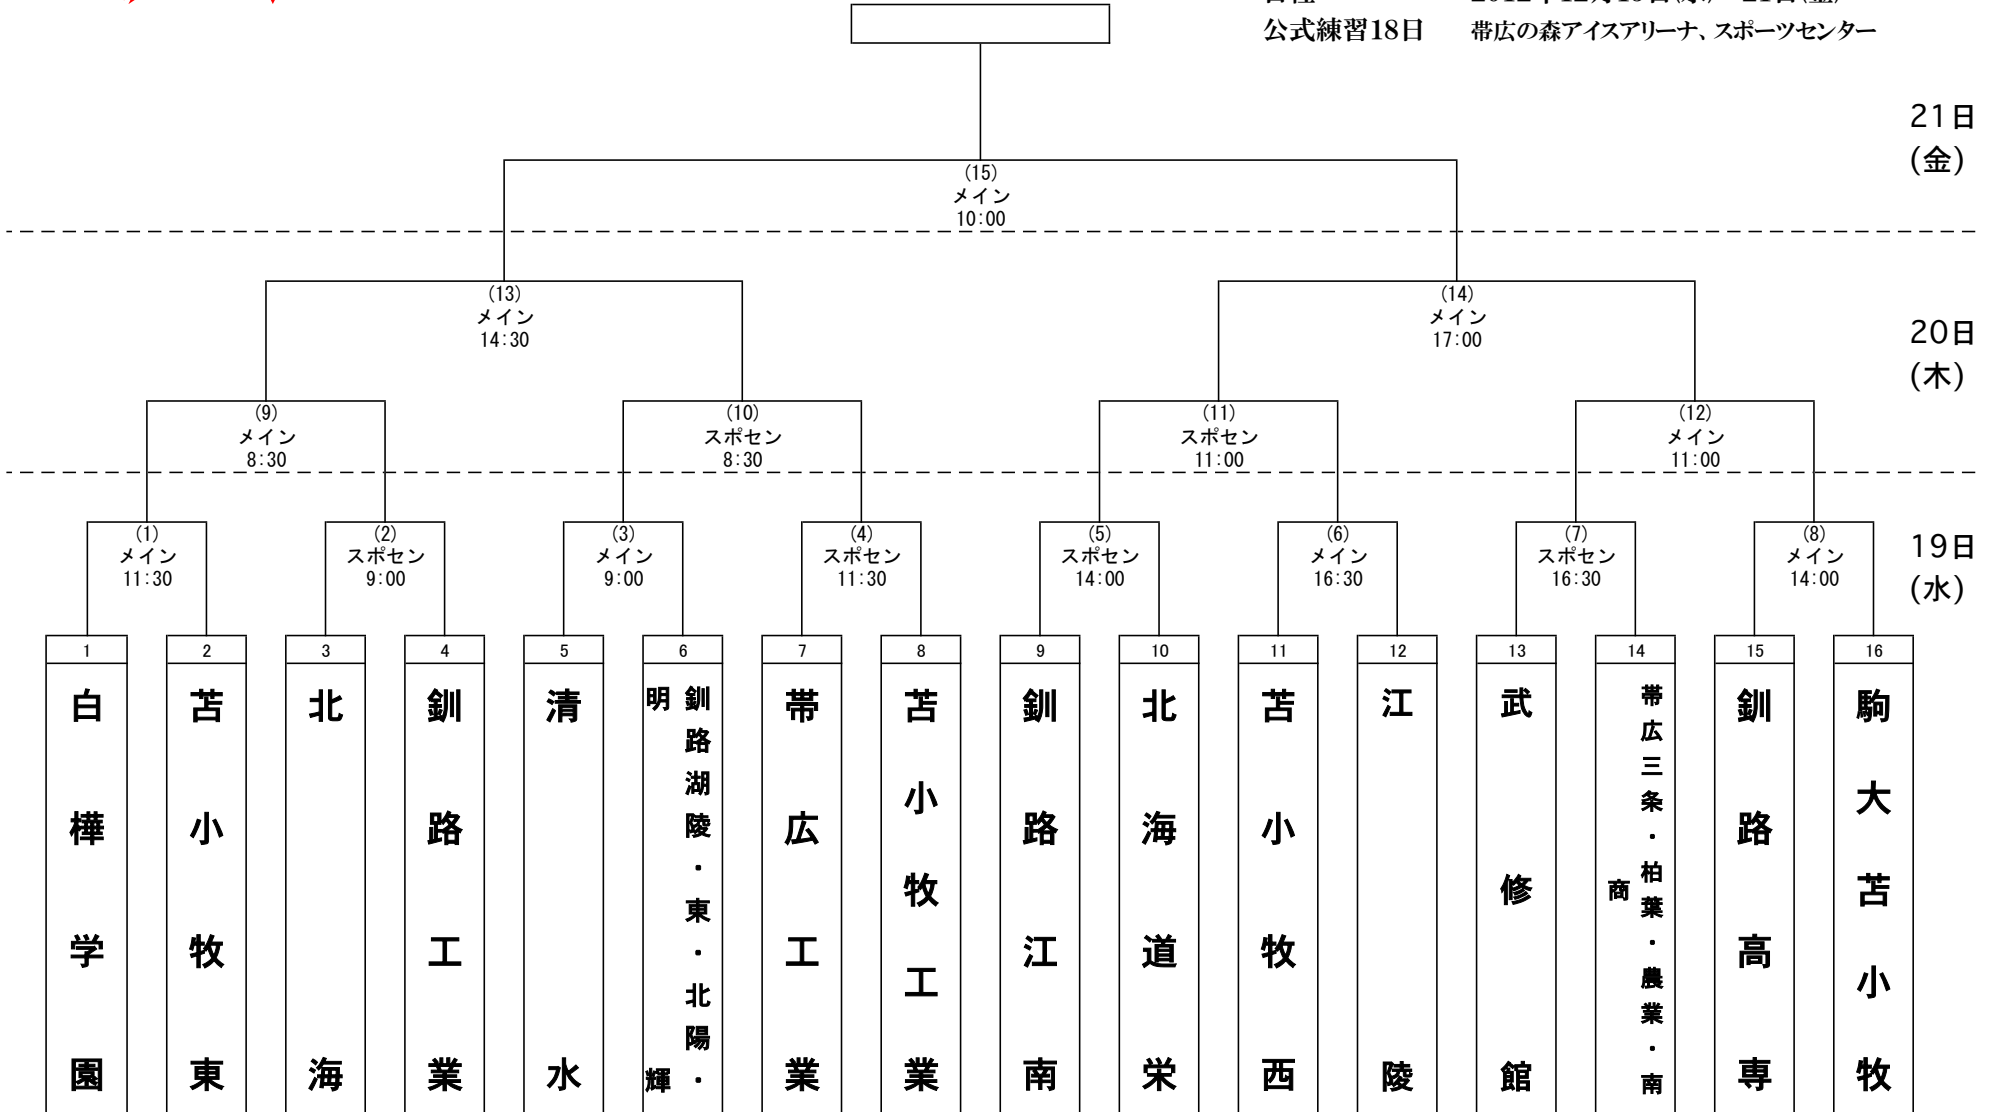 公式練習18日 帯広の森アイスアリーナ、スポーツセンター
21日
(金)
(15)
メイン
10:00
20日
(木)
(13)
メイン
14:30
(14)
メイン
17:00
(9)
メイン
8:30
(10)
スポセン
8:30
(11)
スポセン
11:00
(12)
メイン
11:00
19日
(水)
(1)
メイン
11:30
(2)
スポセン
9:00
(3)
メイン
9:00
(4)
スポセン
11:30
(5)
スポセン
14:00
(6)
メイン
16:30
(7)
スポセン
16:30
(8)
メイン
14:00
1
白樺学園
2
苫小牧東
3
北海
4
釧路工業
5
清水
6
釧路湖陵・東・北陽・
明輝
7
帯広工業
8
苫小牧工業
9
釧路江南
10
北海道栄
11
苫小牧西
12
江陵
13
武修館
14
帯広三条・柏葉・農業・南
商
15
釧路高専
16
駒大苫小牧